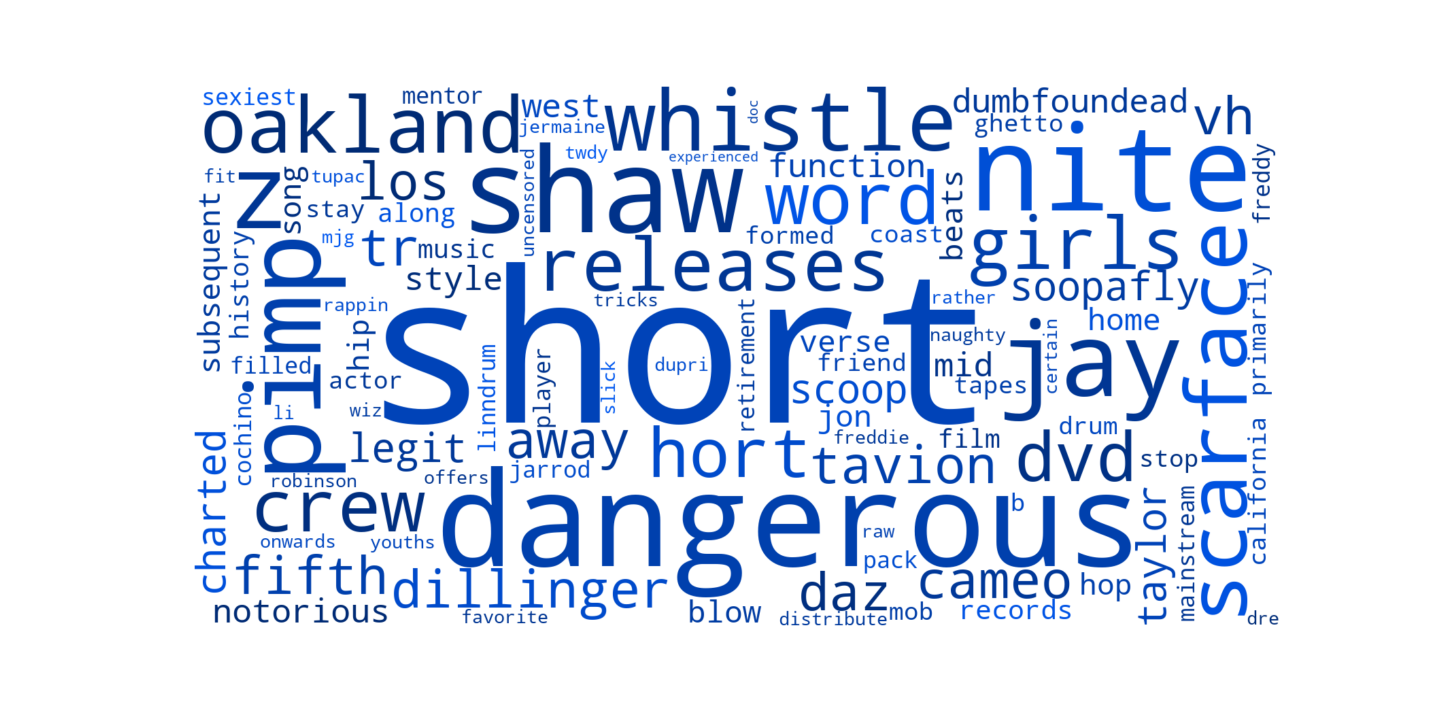 sexiest
mentor
oakland
west
jermaine
whistle
doc
dumbfoundead
ghetto
vh
nite
twdy
experienced
function
fit
z
song
tupac
los
shaw
word
freddy
stay
along
uncensored
beats
mjg
tr
music
formed
coast
girls
subsequent
history
pimp
style
releases
soopafly
scarface
rappin
short
tricks
rather
home
hip
retirement
verse
naughty
jay
certain
primarily
filled
actor
player
slick
dupri
friend
mid
scoop
tapes
li
wiz
linndrum
jon
cochino
legit
away
hort
freddie
film
drum
charted
robinson
offers
jarrod
tavion
dvd
stop
california
crew
dangerous
b
taylor
mainstream
onwards
youths
raw
pack
fifth
dillinger
daz
cameo
hop
notorious
favorite
blow
distribute
mob
records
dre